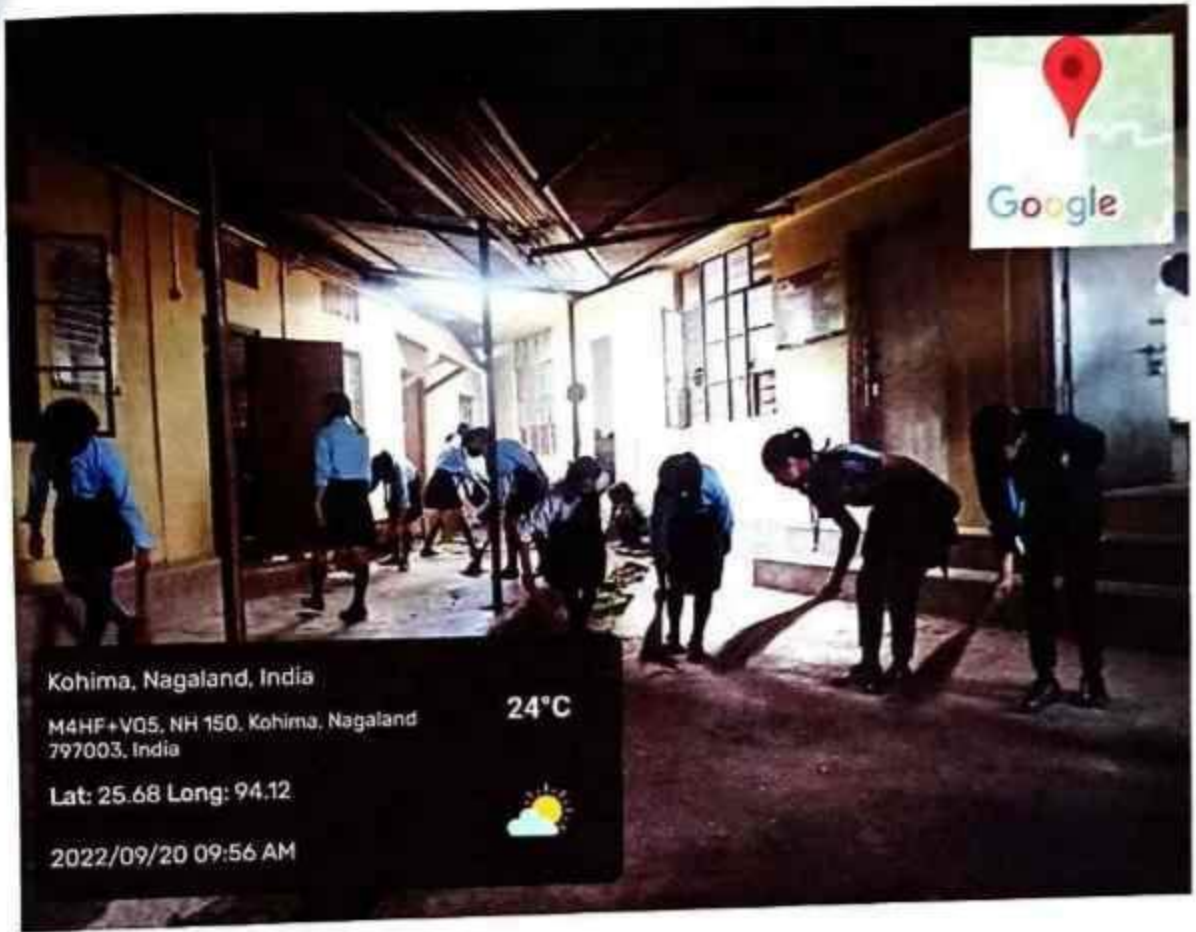 Google
Kohima, Nagaland, India
24°C
M4HF+VQ5, NH 150, Kohima, Nagaland
797003, India
Lat: 25.68 Long: 94.12
2022/09/20 09:56 AM